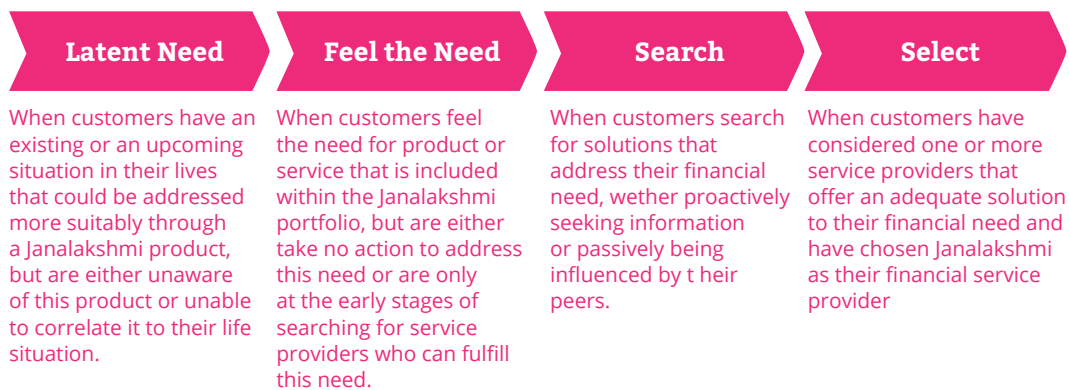 Latent Need
When customers have an
existing or an upcoming
situation in their lives
that could be addressed
more suitably through
a Janalakshmi product,
but are either unaware
of this product or unable
to correlate it to their life
situation.
Feel the Need
When customers feel
the need for product or
service that is included
within the Janalakshmi
portfolio, but are either
take no action to address
this need or are only
at the early stages of
searching for service
providers who can fulfill
this need.
Search
When customers search
for solutions that
address their financial
need, wether proactively
seeking information
or passively being
influenced by t heir
peers.
Select
When customers have
considered one or more
service providers that
offer an adequate solution
to their financial need and
have chosen Janalakshmi
as their financial service
provider